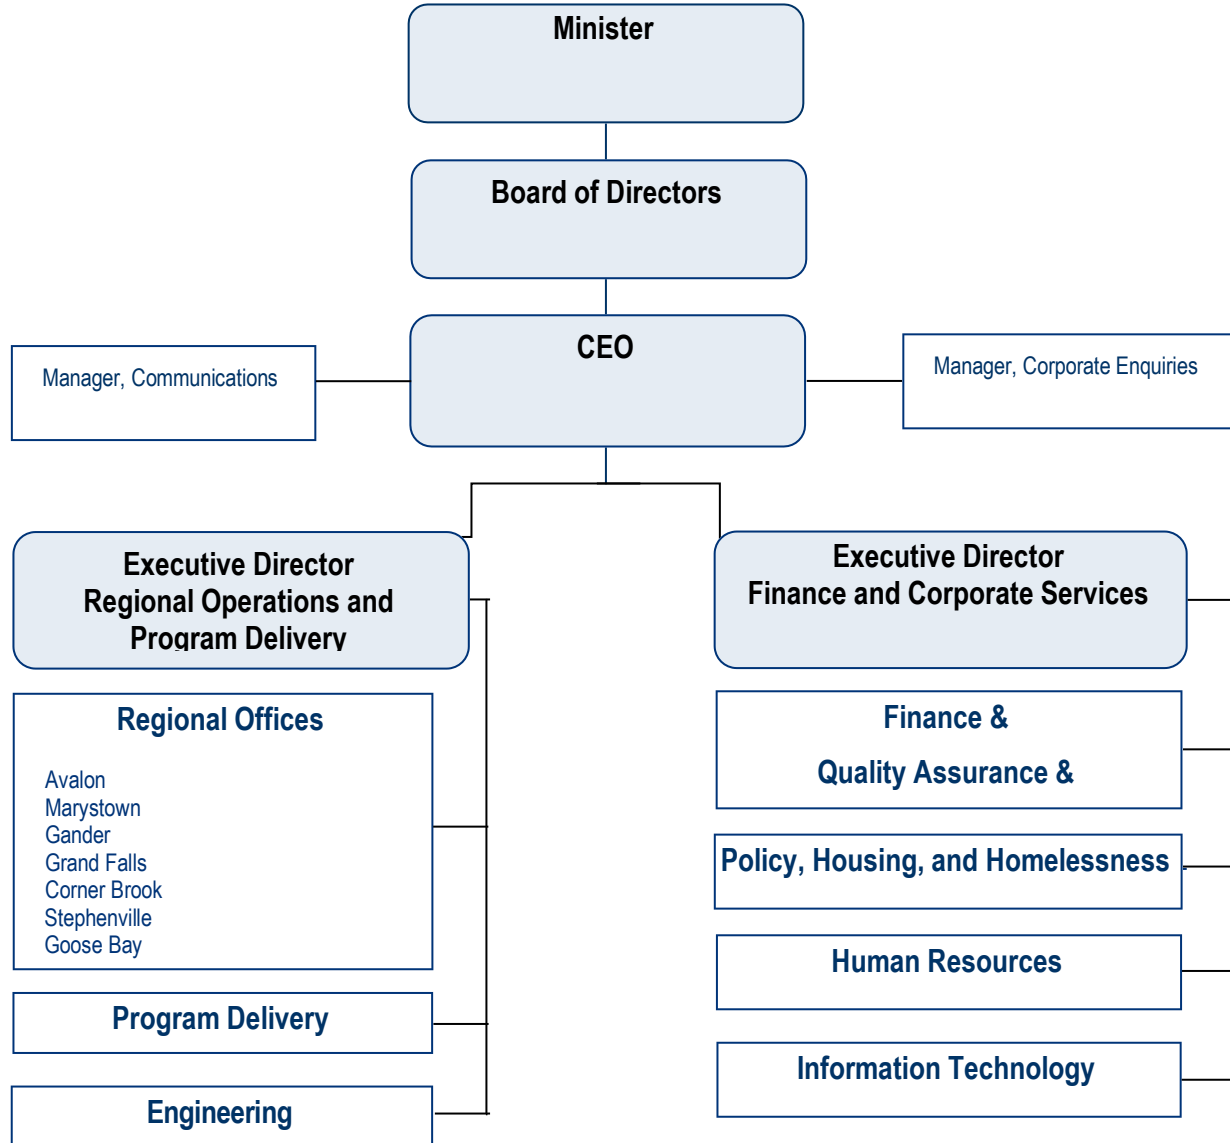 Minister
Board of Directors
CEO
Manager, Communications
Manager, Corporate Enquiries
Executive Director
Regional Operations and
Program Delivery
Executive Director
Finance and Corporate Services
Regional Offices
Avalon
Marystown
Gander
Grand Falls
Corner Brook
Stephenville
Goose Bay
Program Delivery
Engineering
Finance &
Quality Assurance &
Policy, Housing, and Homelessness
Human Resources
Information Technology